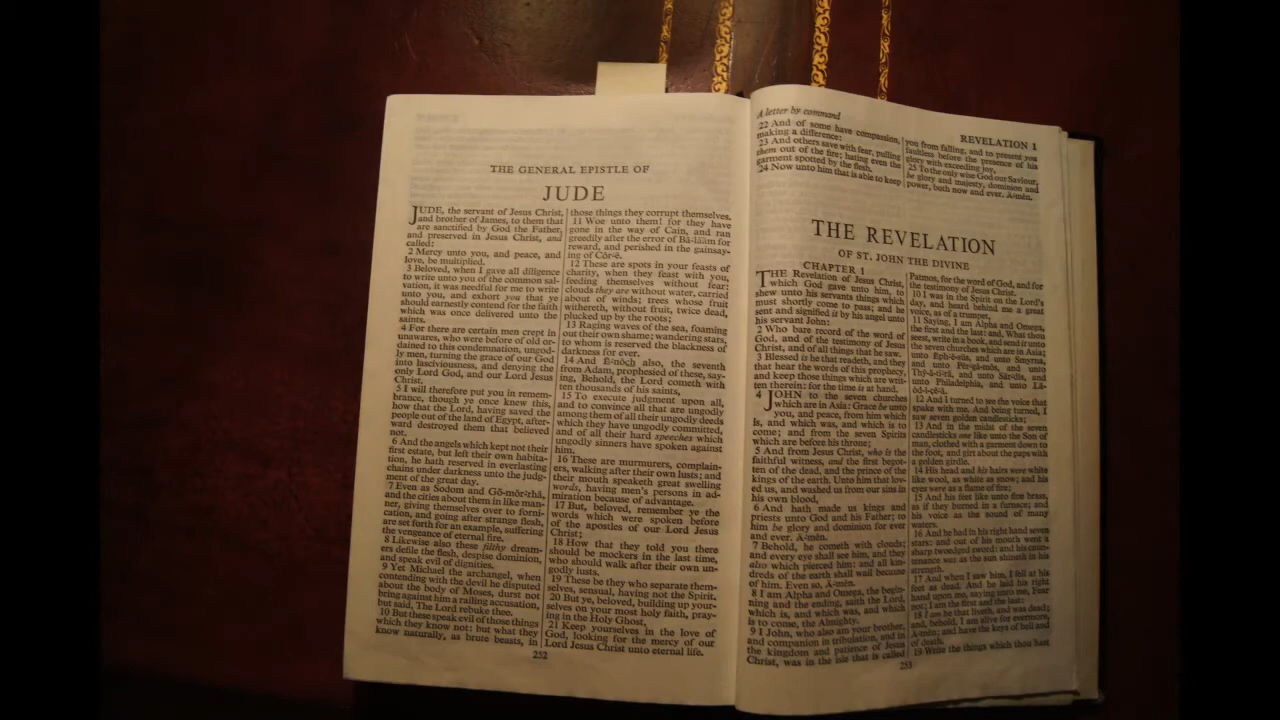 THE GENERAL EPISTLE OF
JUDE
JUDE, the servant of Jesus Christ,
and brother of James, to them that
are sanctified by God the Father,
and preserved in Jesus Christ, and
called:
2 Mercy unto you, and peace, and
love, be multiplied.
3 Beloved, when I gave all diligence
to write unto you of the common sal-
vation, it was needful for me to write
unto you, and exhort you that ye
should earnestly contend for the faith
which was once delivered unto the
saints.
4 For there are certain men crept in
unawares, who were before of old or-
dained to this condemnation, ungod-
ly men, turning the grace of our God
into lasciviousness, and denying the
only Lord God, and our Lord Jesus
Christ.
5 I will therefore put you in remem-
brance, though ye once knew this,
how that the Lord, having saved the
people out of the land of Egypt, after-
ward destroyed them that believed
not.
6 And the angels which kept not their
first estate, but left their own habita-
tion, he hath reserved in everlasting
chains under darkness unto the judg-
ment of the great day.
7 Even as Sodom and Gō-mŏr-rhȧ,
and the cities about them in like man-
ner, giving themselves over to forni-
cation, and going after strange flesh,
are set forth for an example, suffering
the vengeance of eternal fire.
8 Likewise also these filthy dream-
ers defile the flesh, despise dominion,
and speak evil of dignities.
9 Yet Michael the archangel, when
contending with the devil he disputed
about the body of Moses, durst not
bring against him a railing accusation,
but said, The Lord rebuke thee.
10 But these speak evil of those things
which they know not: but what they
know naturally, as brute beasts, in
those things they corrupt themselves.
11 Woe unto them! for they have
gone in the way of Cain, and ran
greedily after the error of Bā-lāam for
reward, and perished in the gainsay-
ing of Cōr-ē.
12 These are spots in your feasts of
charity, when they feast with you,
feeding themselves without fear:
clouds they are without water, carried
about of winds; trees whose fruit
withereth, without fruit, twice dead,
plucked up by the roots;
13 Raging waves of the sea, foaming
out their own shame; wandering stars,
to whom is reserved the blackness of
darkness for ever.
14 And Ē-nŏch also, the seventh
from Adam, prophesied of these, say-
ing, Behold, the Lord cometh with
ten thousands of his saints,
15 To execute judgment upon all,
and to convince all that are ungodly
among them of all their ungodly deeds
which they have ungodly committed,
and of all their hard speeches which
ungodly sinners have spoken against
him.
16 These are murmurers, complain-
ers, walking after their own lusts; and
their mouth speaketh great swelling
words, having men's persons in ad-
miration because of advantage.
17 But, beloved, remember ye the
words which were spoken before
of the apostles of our Lord Jesus
Christ;
18 How that they told you there
should be mockers in the last time,
who should walk after their own un-
godly lusts.
19 These be they who separate them-
selves, sensual, having not the Spirit.
20 But ye, beloved, building up your-
selves on your most holy faith, pray-
ing in the Holy Ghost,
21 Keep yourselves in the love of
God, looking for the mercy of our
Lord Jesus Christ unto eternal life.
252
A letter by command
REVELATION 1
22 And of some have compassion,
making a difference:
23 And others save with fear, pulling
them out of the fire; hating even the
garment spotted by the flesh.
24 Now unto him that is able to keep
you from falling, and to present you
faultless before the presence of his
glory with exceeding joy,
25 To the only wise God our Saviour,
be glory and majesty, dominion and
power, both now and ever. Ā-mĕn.
THE REVELATION
OF ST. JOHN THE DIVINE
CHAPTER 1
THE Revelation of Jesus Christ,
which God gave unto him, to
shew unto his servants things which
must shortly come to pass; and he
sent and signified it by his angel unto
his servant John:
2 Who bare record of the word of
God, and of the testimony of Jesus
Christ, and of all things that he saw.
3 Blessed is he that readeth, and they
that hear the words of this prophecy,
and keep those things which are writ-
ten therein: for the time is at hand.
4 JOHN to the seven churches
which are in Asia: Grace be unto
you, and peace, from him which
is, and which was, and which is to
come; and from the seven Spirits
which are before his throne;
5 And from Jesus Christ, who is the
faithful witness, and the first begot-
ten of the dead, and the prince of the
kings of the earth. Unto him that lov-
ed us, and washed us from our sins in
his own blood,
6 And hath made us kings and
priests unto God and his Father; to
him be glory and dominion for ever
and ever. Ā-mĕn.
7 Behold, he cometh with clouds;
and every eye shall see him, and they
also which pierced him: and all kin-
dreds of the earth shall wail because
of him. Even so, Ā-mĕn.
8 I am Alpha and Omega, the begin-
ning and the ending, saith the Lord,
which is, and which was, and which
is to come, the Almighty.
9 I John, who also am your brother,
and companion in tribulation, and in
the kingdom and patience of Jesus
Christ, was in the isle that is called
Patmos, for the word of God, and for
the testimony of Jesus Christ.
10 I was in the Spirit on the Lord's
day, and heard behind me a great
voice, as of a trumpet,
11 Saying, I am Alpha and Omega,
the first and the last: and, What thou
seest, write in a book, and send it unto
the seven churches which are in Asia;
unto Ĕph-ĕ-sŭs, and unto Smyrna,
and unto Pĕr-gȧ-mŏs, and unto
Thȳ-ȧ-tī-rȧ, and unto Sär-dĭs, and
unto Philadelphia, and unto Lā-
ŏd-ĭ-çē-ȧ.
12 And I turned to see the voice that
spake with me. And being turned, I
saw seven golden candlesticks;
13 And in the midst of the seven
candlesticks one like unto the Son of
man, clothed with a garment down to
the foot, and girt about the paps with
a golden girdle.
14 His head and his hairs were white
like wool, as white as snow; and his
eyes were as a flame of fire;
15 And his feet like unto fine brass,
as if they burned in a furnace; and
his voice as the sound of many
waters.
16 And he had in his right hand seven
stars: and out of his mouth went a
sharp twoedged sword: and his coun-
tenance was as the sun shineth in his
strength.
17 And when I saw him, I fell at his
feet as dead. And he laid his right
hand upon me, saying unto me, Fear
not; I am the first and the last:
18 I am he that liveth, and was dead;
and, behold, I am alive for evermore,
Ā-mĕn; and have the keys of hell and
of death.
19 Write the things which thou hast
253